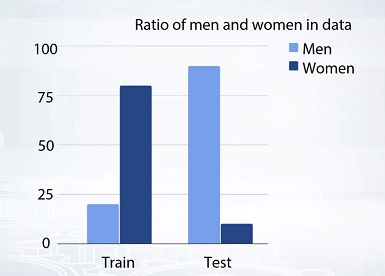 Ratio of men and women in data
Men
Women
100
75
50
25
0
Train
Test